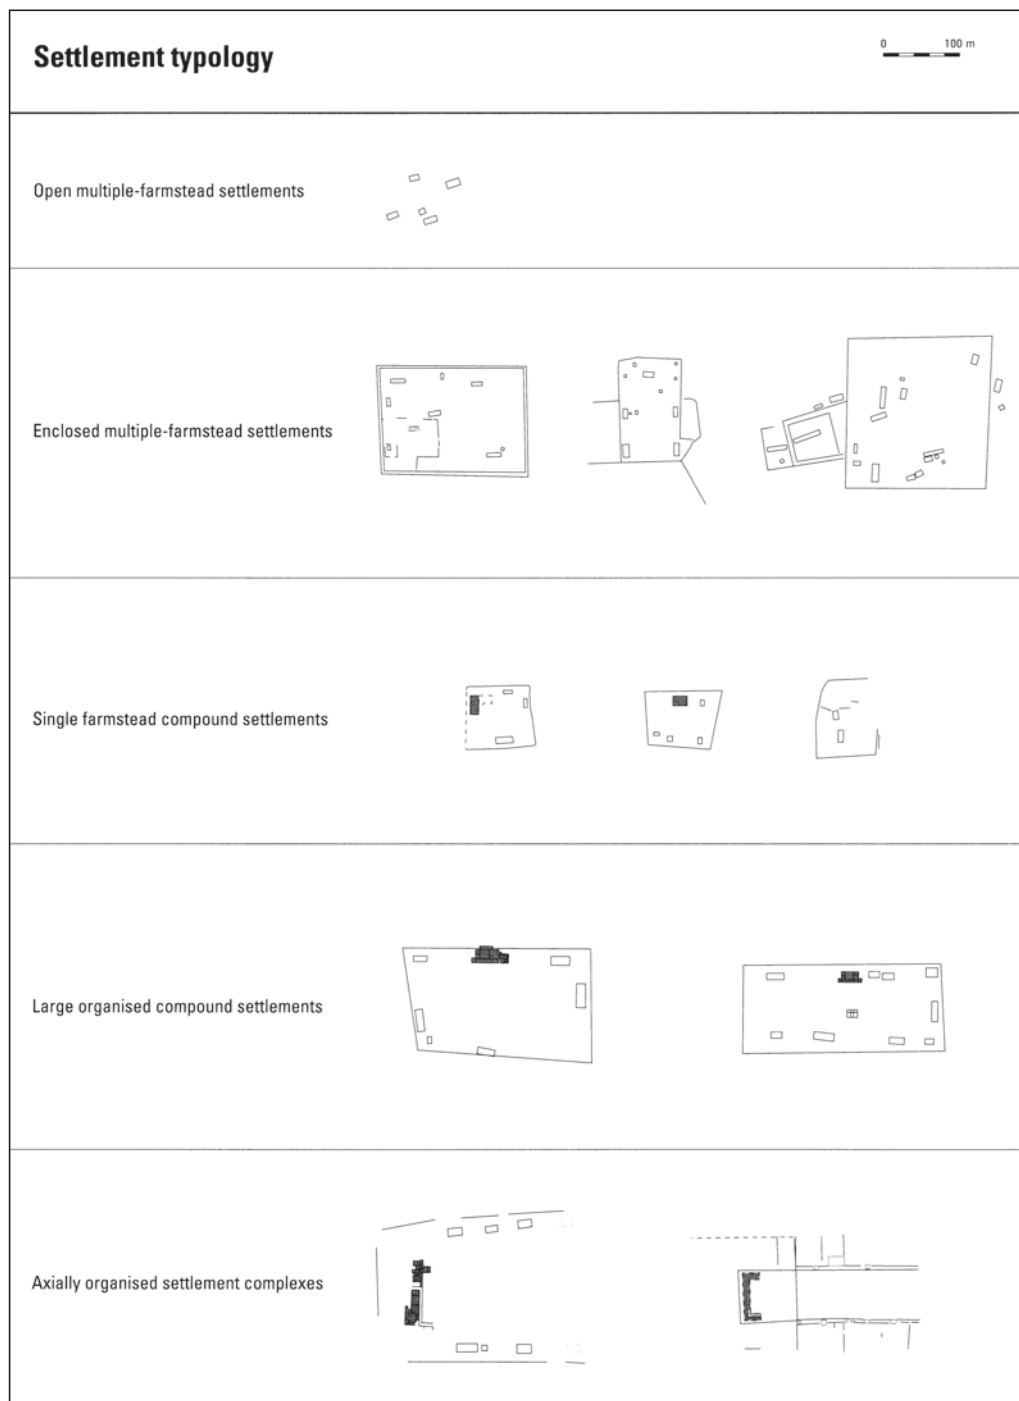 Settlement typology
0 100 m
Open multiple-farmstead settlements
Enclosed multiple-farmstead settlements
Single farmstead compound settlements
Large organised compound settlements
Axially organised settlement complexes